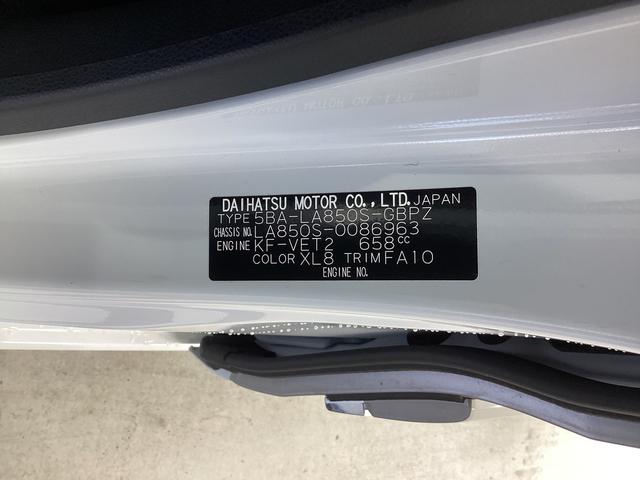 DAIHATSU MOTOR CO.,LTD. JAPAN
TYPE 5BA-LA850S-GBPZ
CHASSIS NO. LA850S-0086963
ENGINE KF-VET2 658cc
COLOR XL8 TRIM FA10
ENGINE NO.